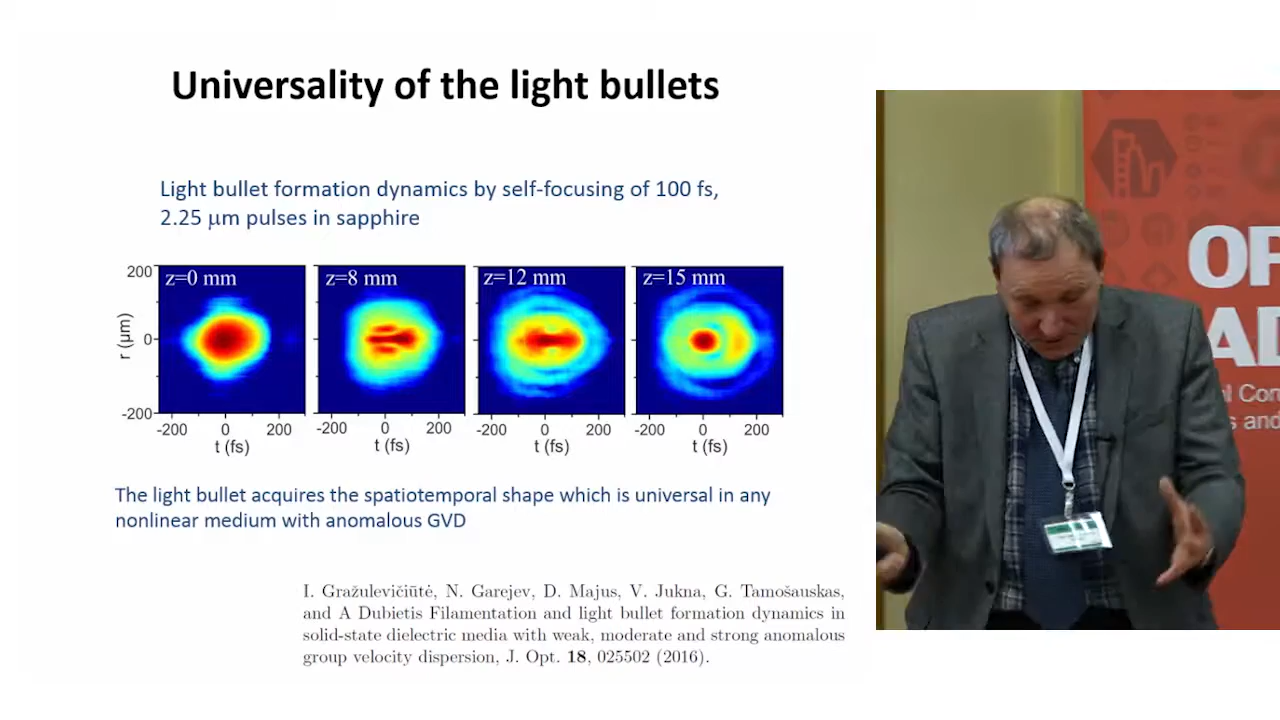 Universality of the light bullets
Light bullet formation dynamics by self-focusing of 100 fs,
2.25 μm pulses in sapphire
z=0 mm
z=8 mm
z=12 mm
z=15 mm
r (μm)
200
0
-200
-200 0 200
-200 0 200
-200 0 200
-200 0 200
t (fs)
t (fs)
t (fs)
t (fs)
The light bullet acquires the spatiotemporal shape which is universal in any
nonlinear medium with anomalous GVD
I. Gražulevičiūtė, N. Garejev, D. Majus, V. Jukna, G. Tamošauskas,
and A Dubietis Filamentation and light bullet formation dynamics in
solid-state dielectric media with weak, moderate and strong anomalous
group velocity dispersion, J. Opt. 18, 025502 (2016).
OP
AD
l Con
s and